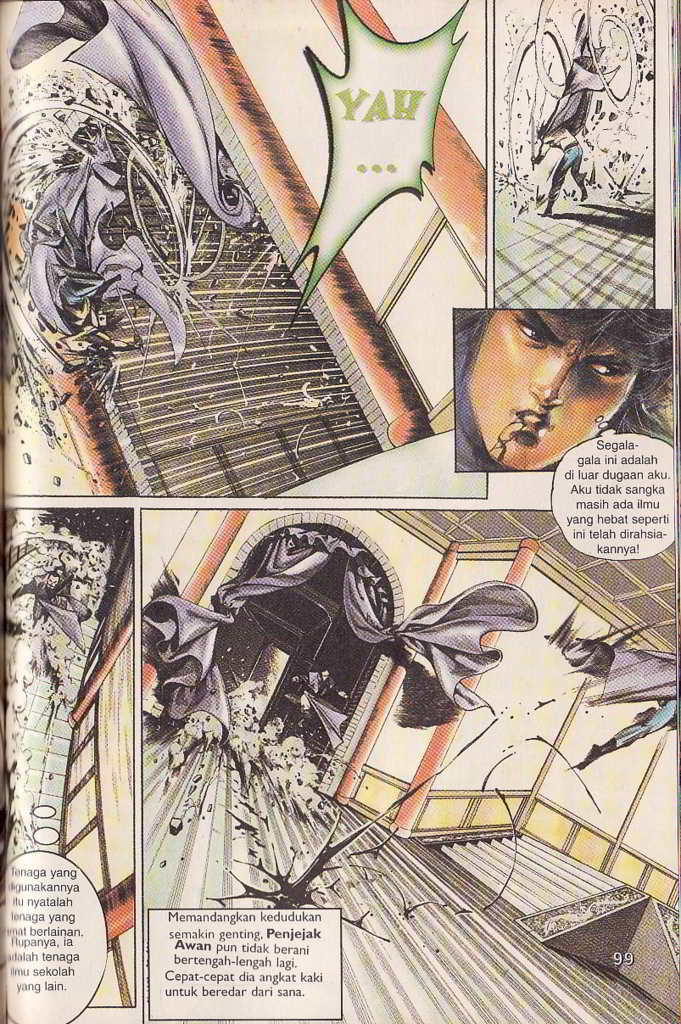 YAH
...
Segala-
gala ini adalah
di luar dugaan aku.
Aku tidak sangka
masih ada ilmu
yang hebat seperti
ini telah dirahsia-
kannya!
Tenaga yang
digunakannya
itu nyatalah
tenaga yang
amat berlainan.
Rupanya, ia
adalah tenaga
ilmu sekolah
yang lain.
Memandangkan kedudukan
semakin genting, Penjejak
Awan pun tidak berani
bertengah-lengah lagi.
Cepat-cepat dia angkat kaki
untuk beredar dari sana.
99